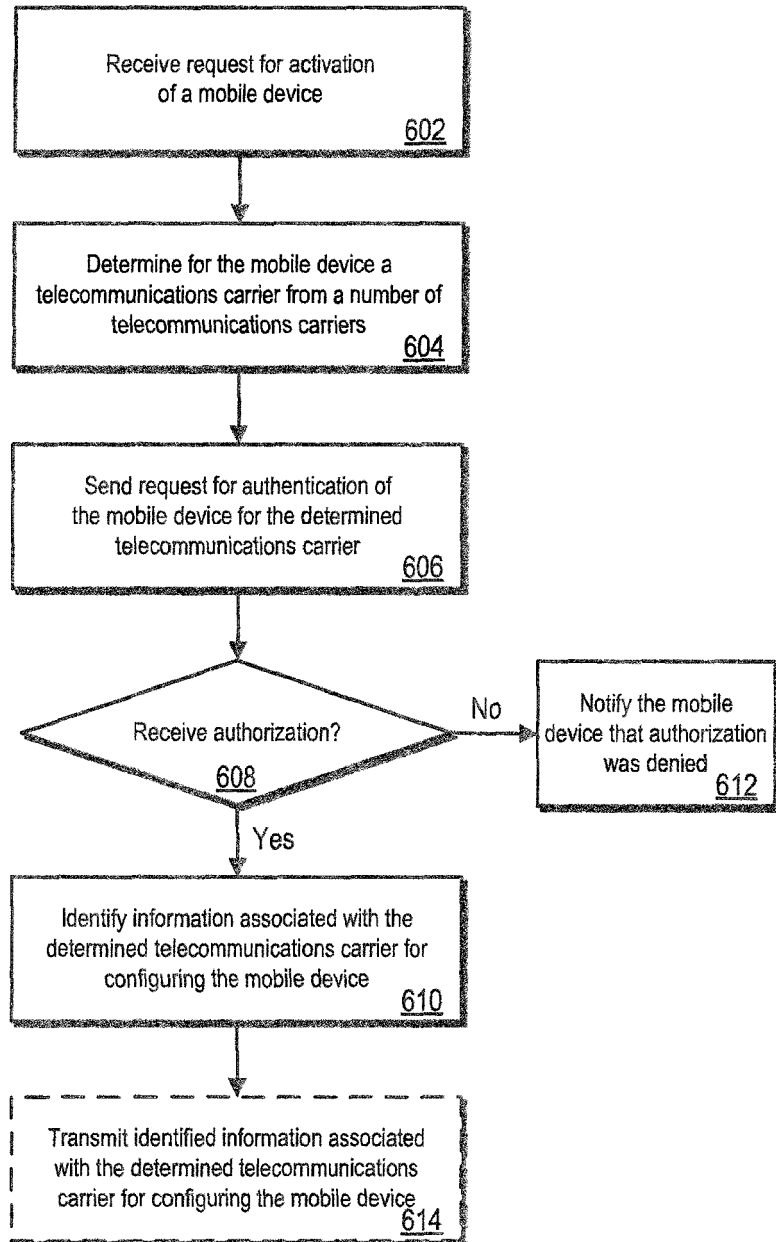 Receive request for activation
of a mobile device
602
Determine for the mobile device a
telecommunications carrier from a number of
telecommunications carriers
604
Send request for authentication of
the mobile device for the determined
telecommunications carrier
606
Receive authorization?
608
No
Notify the mobile
device that authorization
was denied
612
Yes
Identify information associated with the
determined telecommunications carrier for
configuring the mobile device
610
Transmit identified information associated
with the determined telecommunications
carrier for configuring the mobile device
614